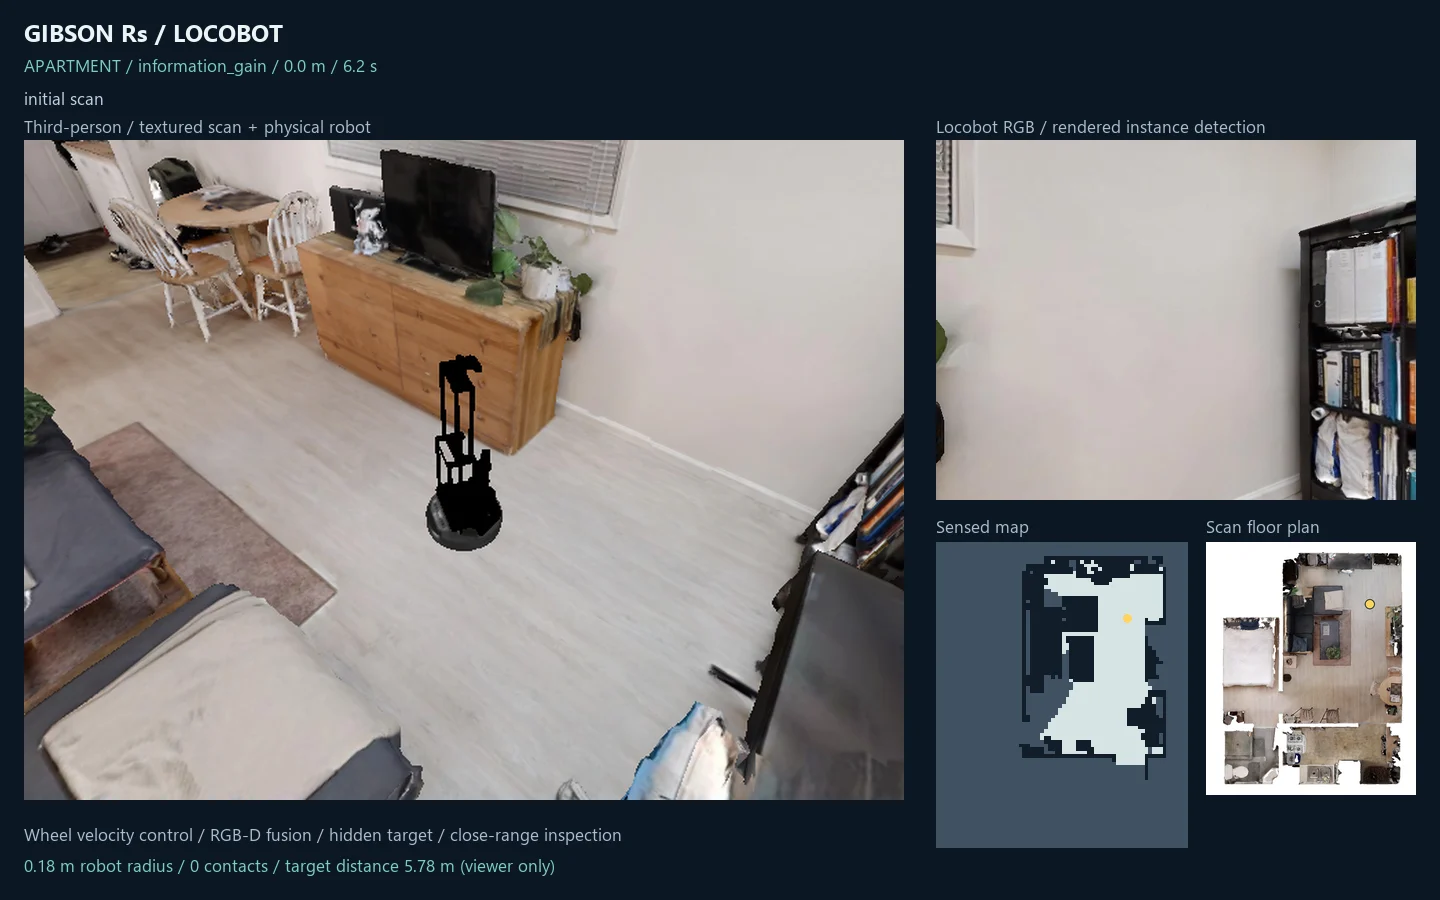 GIBSON Rs / LOCOBOT
APARTMENT / information_gain / 0.0 m / 6.2 s
initial scan
Third-person / textured scan + physical robot
Locobot RGB / rendered instance detection
Sensed map
Scan floor plan
Wheel velocity control / RGB-D fusion / hidden target / close-range inspection
0.18 m robot radius / 0 contacts / target distance 5.78 m (viewer only)